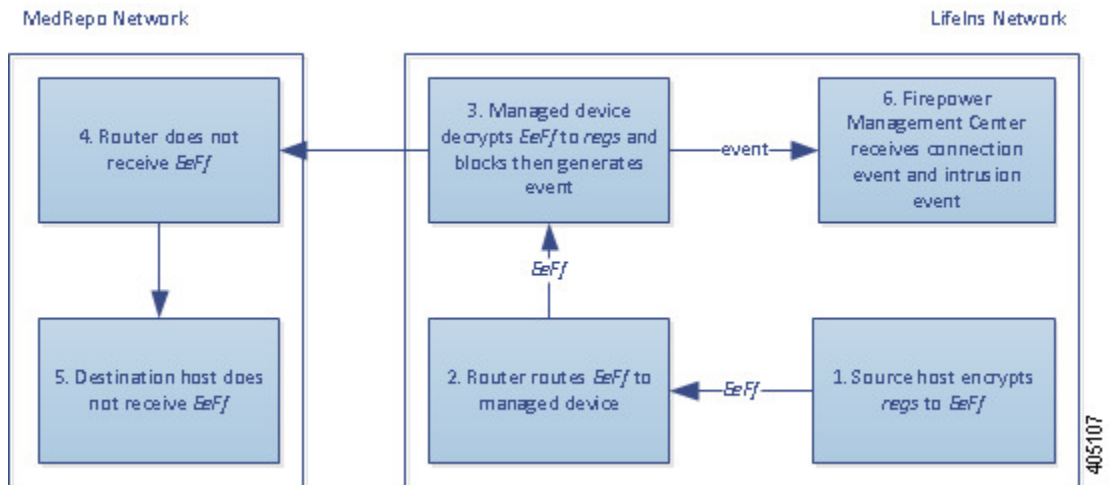 MedRepo Network
LifeIns Network
4. Router does not
receive EeFf
3. Managed device
decrypts EeFf to regs and
blocks then generates
event
event
6. Firepower
Management Center
receives connection
event and intrusion
event
EeFf
5. Destination host does
not receive EeFf
2. Router routes EeFf to
managed device
EeFf
1. Source host encrypts
regs to EeFf
405107